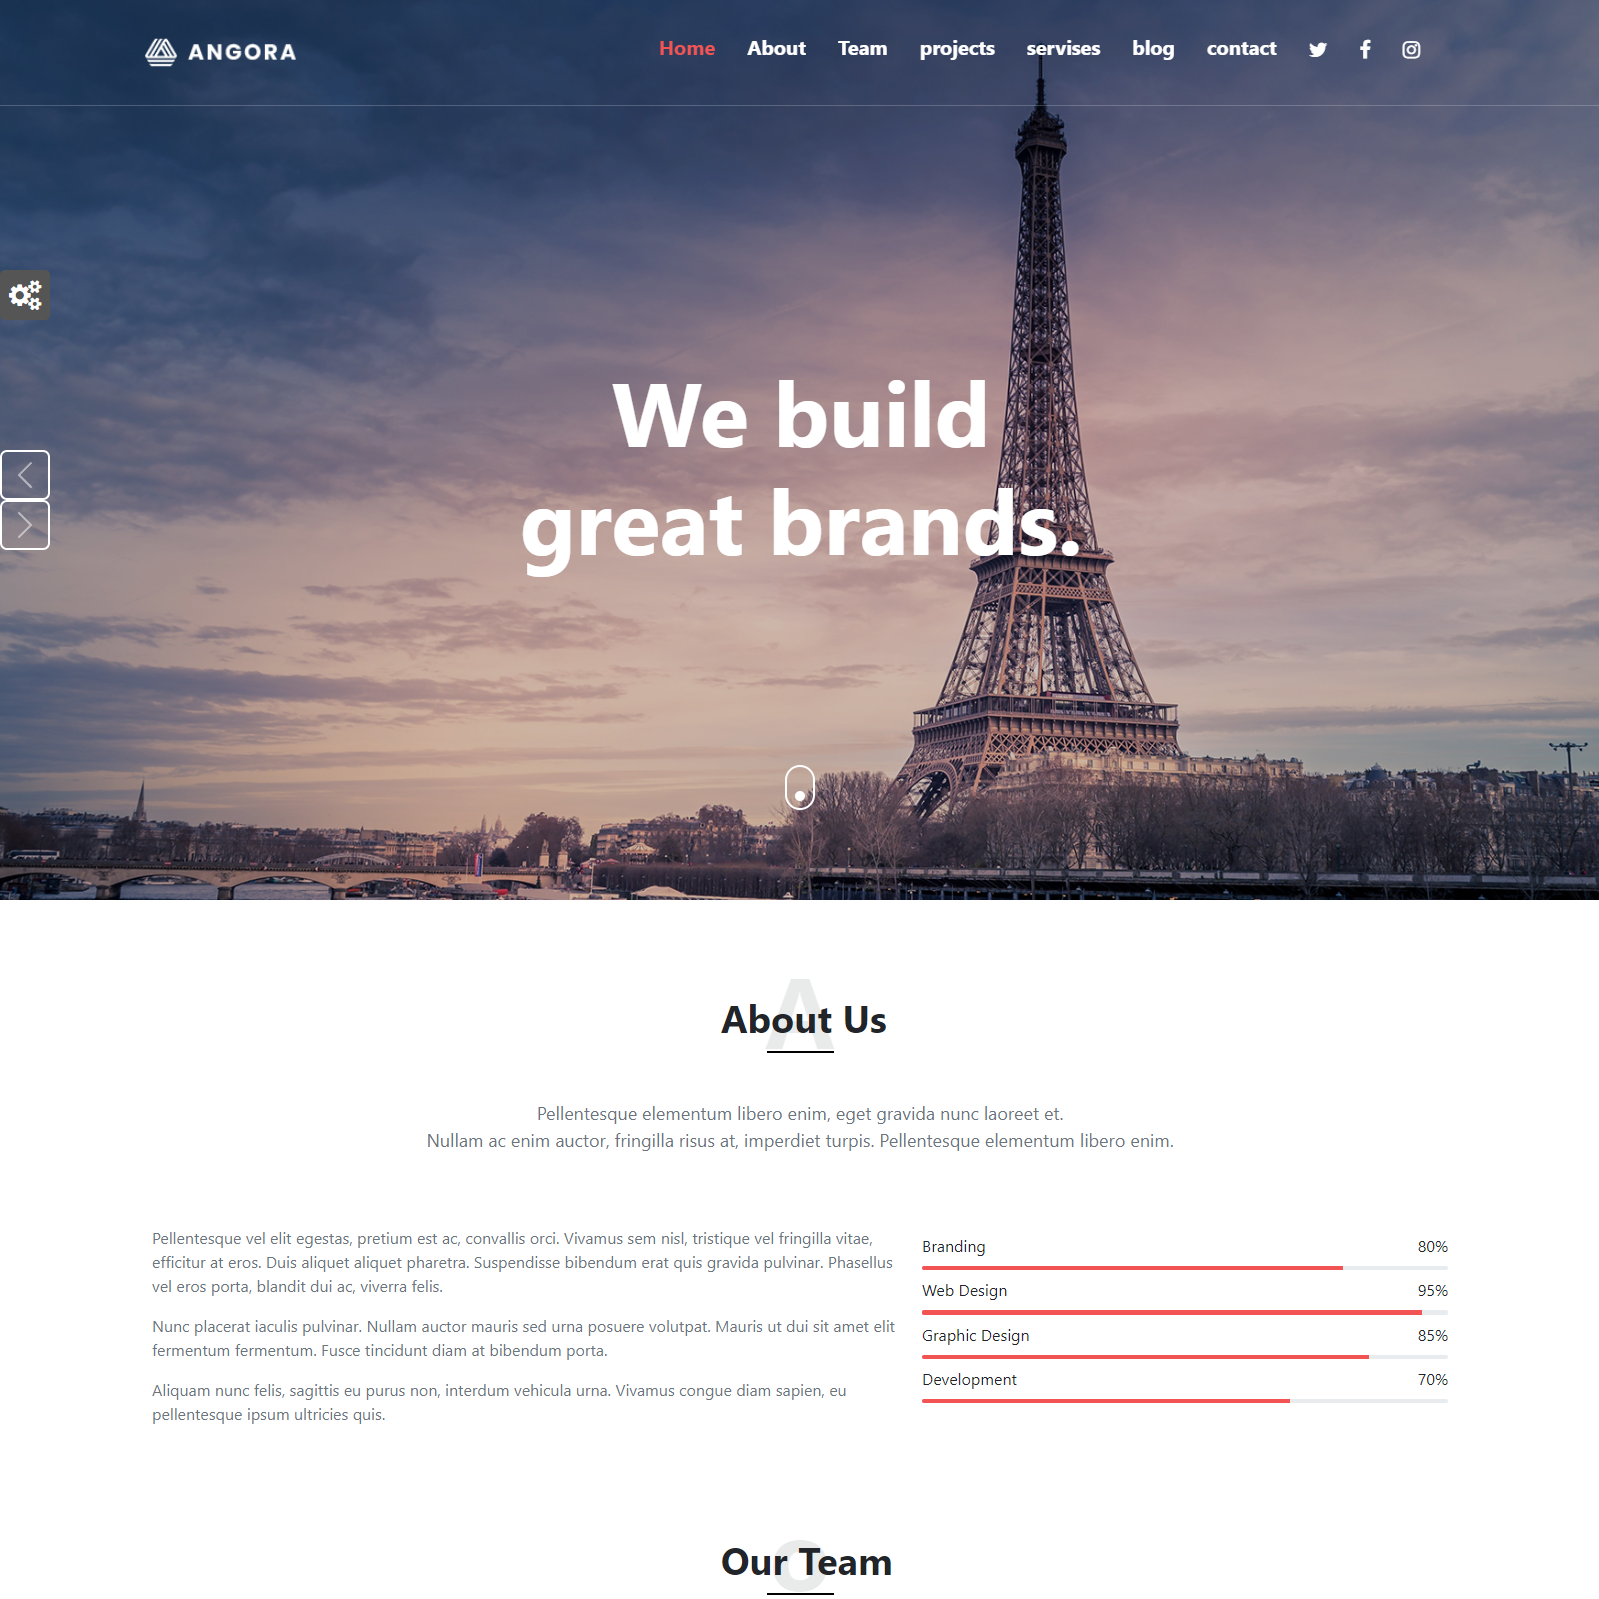 ANGORA
Home About Team projects servises blog contact
We build
great brands.
A
About Us
Pellentesque elementum libero enim, eget gravida nunc laoreet et.
Nullam ac enim auctor, fringilla risus at, imperdiet turpis. Pellentesque elementum libero enim.
Pellentesque vel elit egestas, pretium est ac, convallis orci. Vivamus sem nisl, tristique vel fringilla vitae,
efficitur at eros. Duis aliquet aliquet pharetra. Suspendisse bibendum erat quis gravida pulvinar. Phasellus
vel eros porta, blandit dui ac, viverra felis.
Nunc placerat iaculis pulvinar. Nullam auctor mauris sed urna posuere volutpat. Mauris ut dui sit amet elit
fermentum fermentum. Fusce tincidunt diam at bibendum porta.
Aliquam nunc felis, sagittis eu purus non, interdum vehicula urna. Vivamus congue diam sapien, eu
pellentesque ipsum ultricies quis.
Branding 80%
Web Design 95%
Graphic Design 85%
Development 70%
Our Team